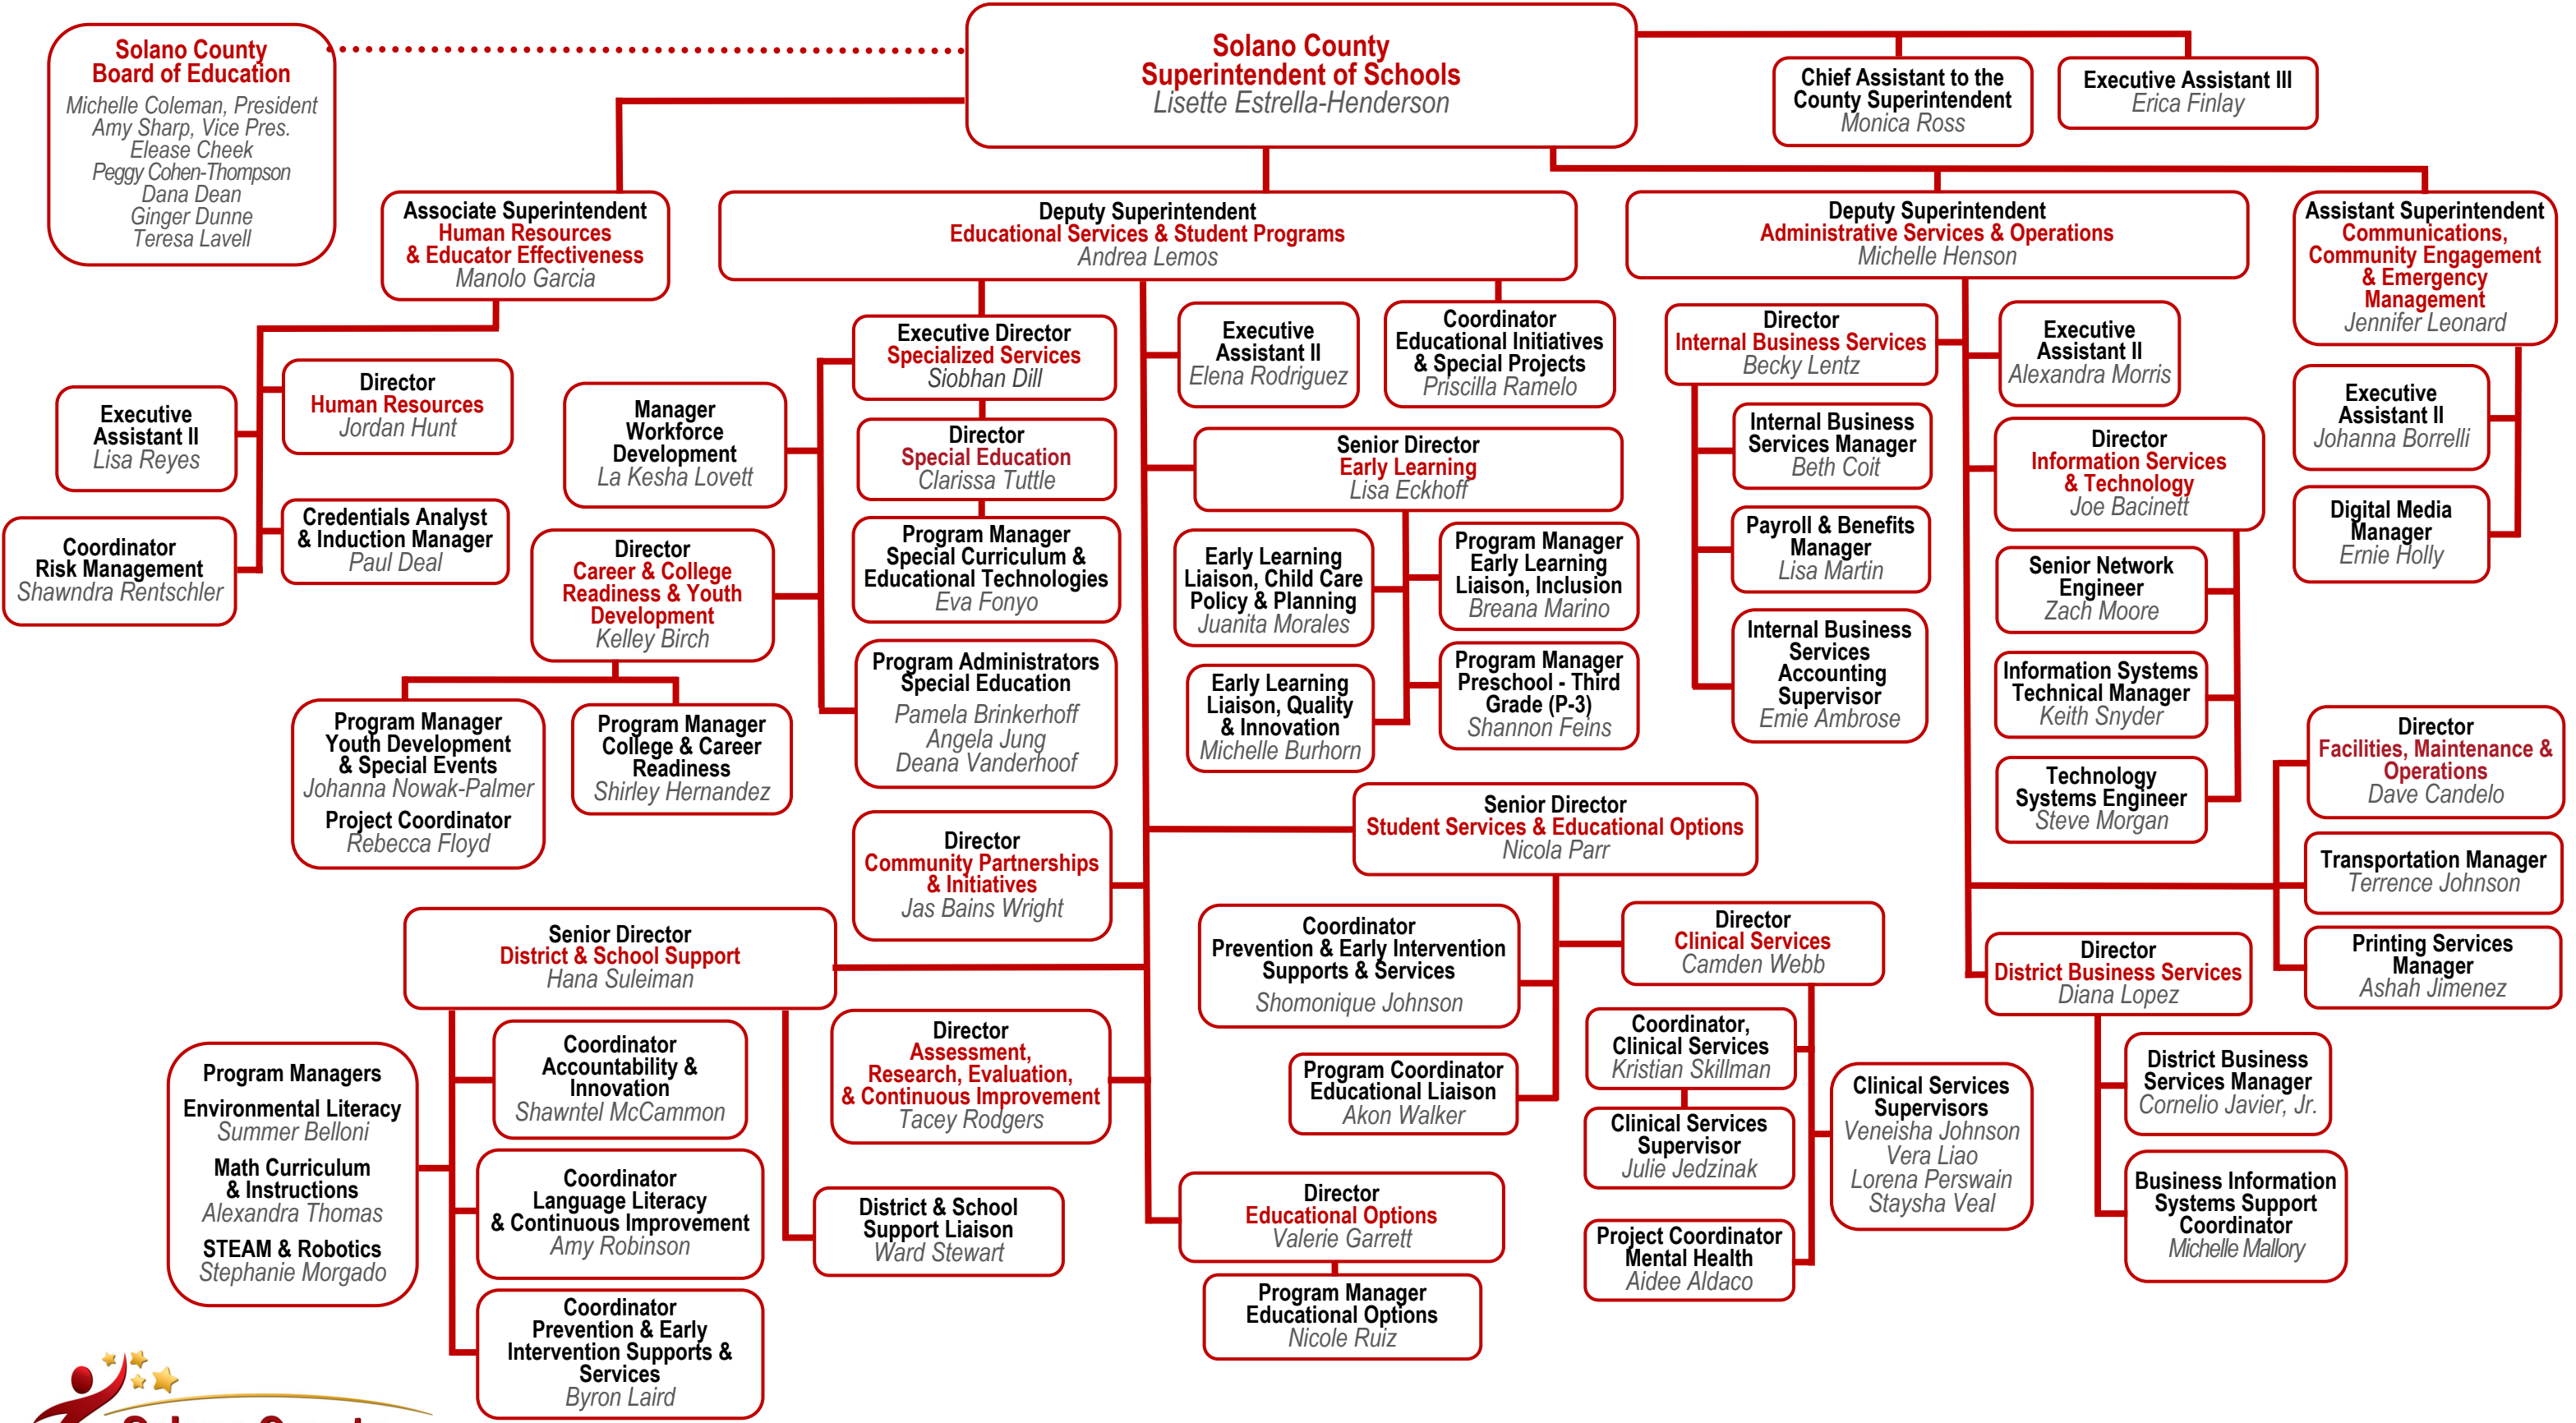 Solano County
Board of Education
Michelle Coleman, President
Amy Sharp, Vice Pres.
Elease Cheek
Peggy Cohen-Thompson
Dana Dean
Ginger Dunne
Teresa Lavell
Solano County
Superintendent of Schools
Lisette Estrella-Henderson
Chief Assistant to the
County Superintendent
Monica Ross
Executive Assistant III
Erica Finlay
Associate Superintendent
Human Resources
& Educator Effectiveness
Manolo Garcia
Deputy Superintendent
Educational Services & Student Programs
Andrea Lemos
Deputy Superintendent
Administrative Services & Operations
Michelle Henson
Assistant Superintendent
Communications,
Community Engagement
& Emergency
Management
Jennifer Leonard
Executive
Assistant II
Lisa Reyes
Director
Human Resources
Jordan Hunt
Coordinator
Risk Management
Shawndra Rentschler
Credentials Analyst
& Induction Manager
Paul Deal
Executive Director
Specialized Services
Siobhan Dill
Manager
Workforce
Development
La Kesha Lovett
Director
Special Education
Clarissa Tuttle
Director
Career & College
Readiness & Youth
Development
Kelley Birch
Program Manager
Special Curriculum &
Educational Technologies
Eva Fonyo
Program Administrators
Special Education
Pamela Brinkerhoff
Angela Jung
Deana Vanderhoof
Program Manager
Youth Development
& Special Events
Johanna Nowak-Palmer
Project Coordinator
Rebecca Floyd
Program Manager
College & Career
Readiness
Shirley Hernandez
Executive
Assistant II
Elena Rodriguez
Coordinator
Educational Initiatives
& Special Projects
Priscilla Ramelo
Senior Director
Early Learning
Lisa Eckhoff
Early Learning
Liaison, Child Care
Policy & Planning
Juanita Morales
Program Manager
Early Learning
Liaison, Inclusion
Breana Marino
Early Learning
Liaison, Quality
& Innovation
Michelle Burhorn
Program Manager
Preschool - Third
Grade (P-3)
Shannon Feins
Director
Internal Business Services
Becky Lentz
Internal Business
Services Manager
Beth Coit
Payroll & Benefits
Manager
Lisa Martin
Internal Business
Services
Accounting
Supervisor
Emie Ambrose
Executive
Assistant II
Alexandra Morris
Director
Information Services
& Technology
Joe Bacinett
Senior Network
Engineer
Zach Moore
Information Systems
Technical Manager
Keith Snyder
Technology
Systems Engineer
Steve Morgan
Executive
Assistant II
Johanna Borrelli
Digital Media
Manager
Ernie Holly
Director
Facilities, Maintenance &
Operations
Dave Candelo
Transportation Manager
Terrence Johnson
Printing Services
Manager
Ashah Jimenez
Director
Community Partnerships
& Initiatives
Jas Bains Wright
Senior Director
Student Services & Educational Options
Nicola Parr
Senior Director
District & School Support
Hana Suleiman
Coordinator
Prevention & Early Intervention
Supports & Services
Shomonique Johnson
Director
Clinical Services
Camden Webb
Director
District Business Services
Diana Lopez
Program Managers
Environmental Literacy
Summer Belloni
Math Curriculum
& Instructions
Alexandra Thomas
STEAM & Robotics
Stephanie Morgado
Coordinator
Accountability &
Innovation
Shawntel McCammon
Coordinator
Language Literacy
& Continuous Improvement
Amy Robinson
Coordinator
Prevention & Early
Intervention Supports &
Services
Byron Laird
Director
Assessment,
Research, Evaluation,
& Continuous Improvement
Tacey Rodgers
District & School
Support Liaison
Ward Stewart
Program Coordinator
Educational Liaison
Akon Walker
Director
Educational Options
Valerie Garrett
Program Manager
Educational Options
Nicole Ruiz
Coordinator,
Clinical Services
Kristian Skillman
Clinical Services
Supervisor
Julie Jedzinak
Project Coordinator
Mental Health
Aidee Aldaco
Clinical Services
Supervisors
Veneisha Johnson
Vera Liao
Lorena Perswain
Staysha Veal
District Business
Services Manager
Cornelio Javier, Jr.
Business Information
Systems Support
Coordinator
Michelle Mallory